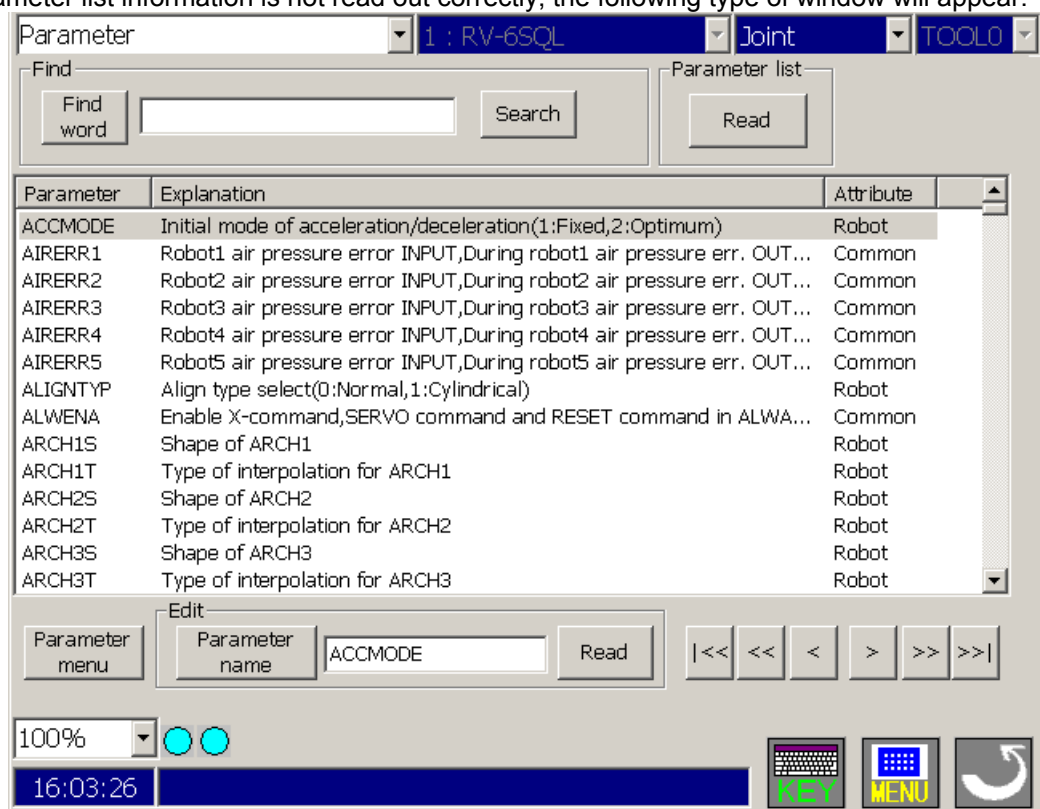 ameter list information is not read out correctly, the following type of window will appear.
Parameter 1 : RV-6SQL Joint TOOL0
Find Parameter list
Find word Search Read
Parameter Explanation Attribute
ACCMODE Initial mode of acceleration/deceleration(1:Fixed,2:Optimum) Robot
AIRERR1 Robot1 air pressure error INPUT,During robot1 air pressure err. OUT... Common
AIRERR2 Robot2 air pressure error INPUT,During robot2 air pressure err. OUT... Common
AIRERR3 Robot3 air pressure error INPUT,During robot3 air pressure err. OUT... Common
AIRERR4 Robot4 air pressure error INPUT,During robot4 air pressure err. OUT... Common
AIRERR5 Robot5 air pressure error INPUT,During robot5 air pressure err. OUT... Common
ALIGNTYP Align type select(0:Normal,1:Cylindrical) Robot
ALWENA Enable X-command,SERVO command and RESET command in ALWA... Common
ARCH1S Shape of ARCH1 Robot
ARCH1T Type of interpolation for ARCH1 Robot
ARCH2S Shape of ARCH2 Robot
ARCH2T Type of interpolation for ARCH2 Robot
ARCH3S Shape of ARCH3 Robot
ARCH3T Type of interpolation for ARCH3 Robot
Edit
Parameter menu Parameter name ACCMODE Read |<< << < > >> >>|
100%
16:03:26 KEY MENU